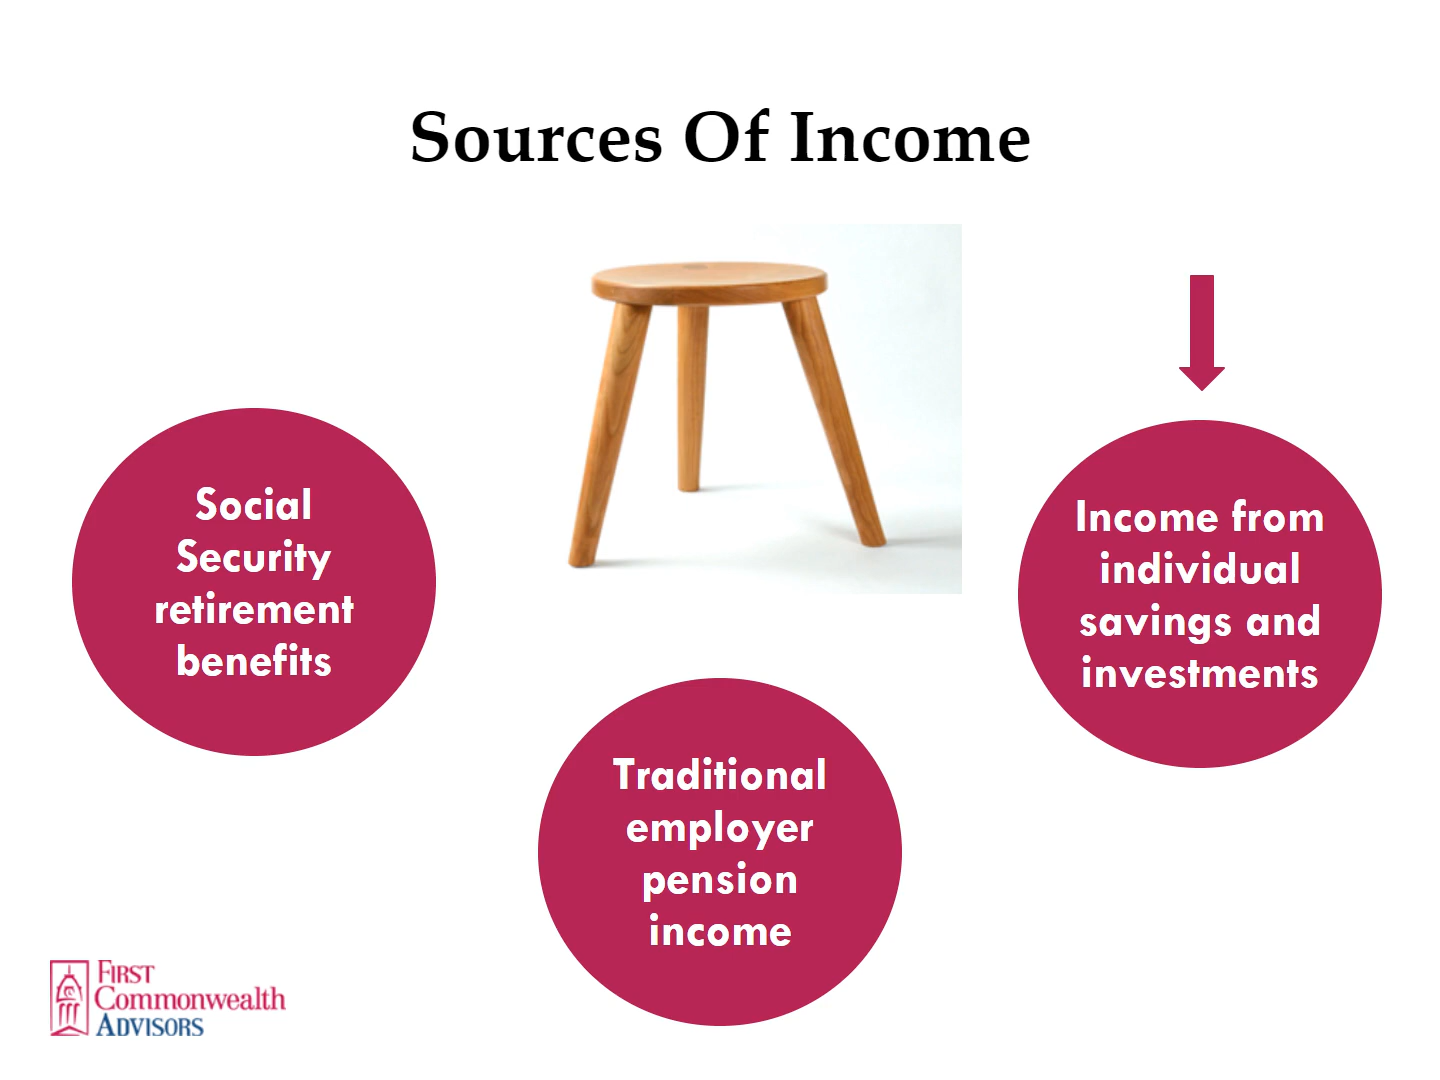 Sources Of Income
Social
Security
retirement
benefits
Income from
individual
savings and
investments
Traditional
employer
pension
income
First
Commonwealth
Advisors